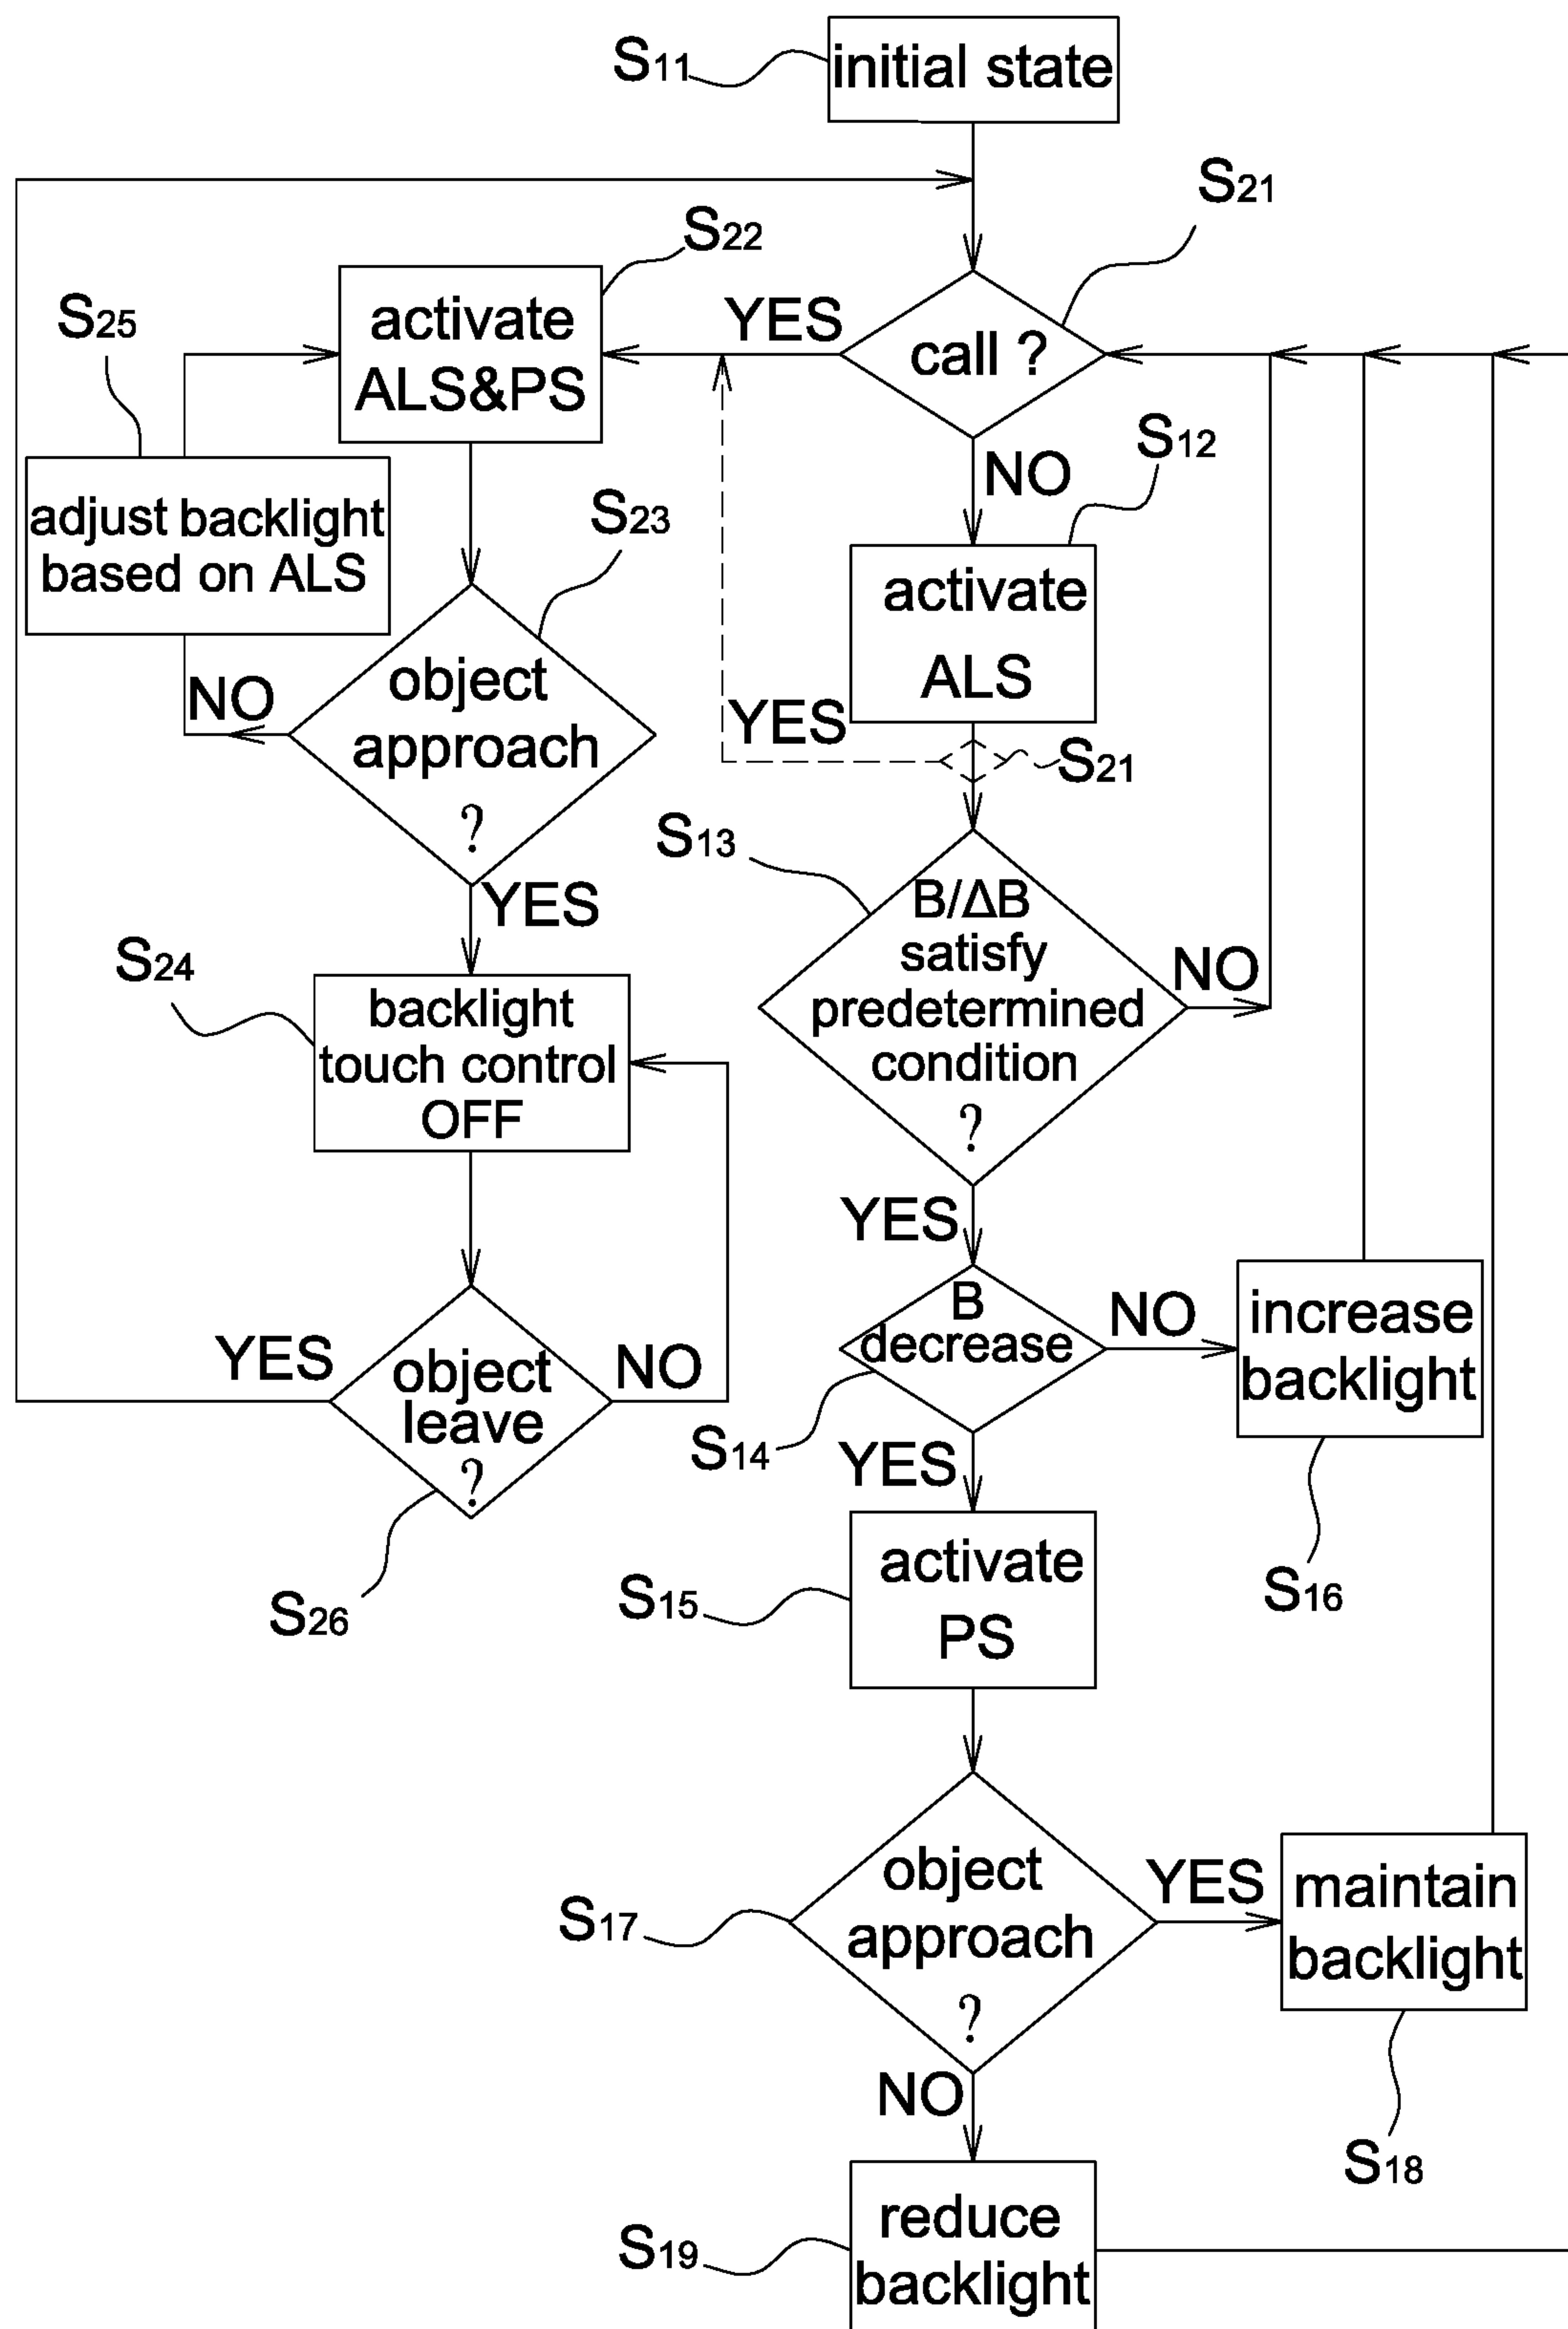 S11
initial state
S21
S22
activate
ALS&PS
YES
call ?
S25
adjust backlight
based on ALS
NO
S12
activate
ALS
S23
object
approach
?
NO
YES
S21
YES
S13
B/ΔB
satisfy
predetermined
condition
?
NO
S24
backlight
touch control
OFF
YES
B
decrease
NO
increase
backlight
YES
object
leave
?
NO
S14
YES
S26
S15
activate
PS
S16
S17
object
approach
?
YES
maintain
backlight
NO
S18
S19
reduce
backlight